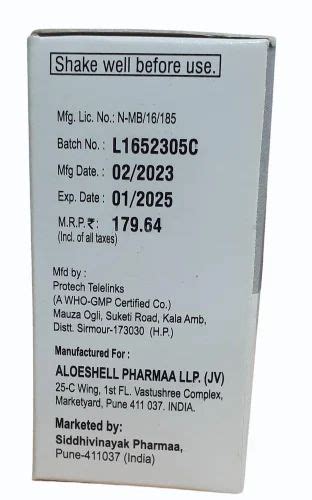 Shake well before use.
Mfg. Lic. No.: N-MB/16/185
Batch No. : L1652305C
Mfg Date. : 02/2023
Exp. Date : 01/2025
M.R.P.₹: 179.64
(Incl. of all taxes)
Mfd by :
Protech Telelinks
(A WHO-GMP Certified Co.)
Mauza Ogli, Suketi Road, Kala Amb,
Distt. Sirmour-173030 (H.P.)
Manufactured For :
ALOESHELL PHARMAA LLP. (JV)
25-C Wing, 1st FL. Vastushree Complex,
Marketyard, Pune 411 037. INDIA.
Marketed by:
Siddhivinayak Pharmaa,
Pune-411037 (India)